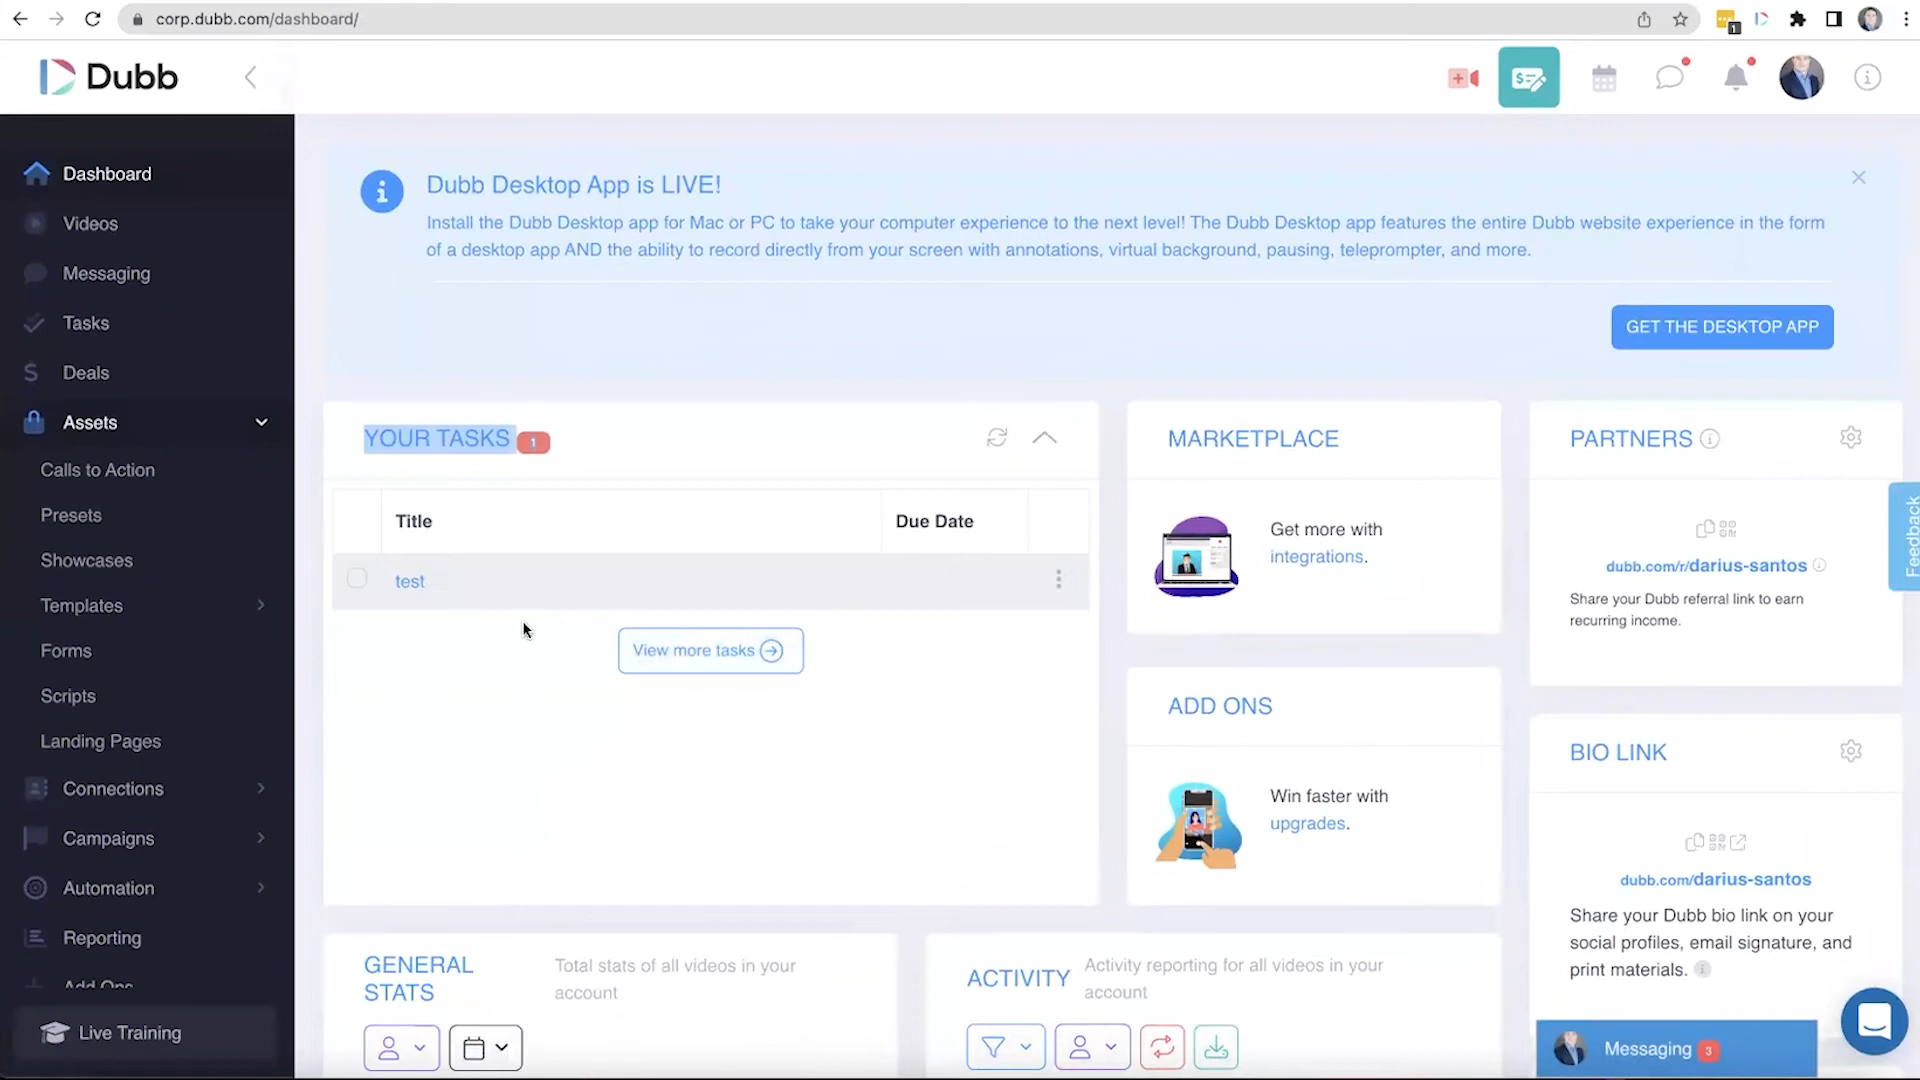 corp.dubb.com/dashboard/
1
Dubb
Dashboard
Videos
Messaging
Tasks
Deals
Assets
Calls to Action
Presets
Showcases
Templates
Forms
Scripts
Landing Pages
Connections
Campaigns
Automation
Reporting
Add Ons
Live Training
Dubb Desktop App is LIVE!
Install the Dubb Desktop app for Mac or PC to take your computer experience to the next level! The Dubb Desktop app features the entire Dubb website experience in the form
of a desktop app AND the ability to record directly from your screen with annotations, virtual background, pausing, teleprompter, and more.
GET THE DESKTOP APP
YOUR TASKS 1
Title Due Date
test
View more tasks
MARKETPLACE
Get more with
integrations.
ADD ONS
Win faster with
upgrades.
PARTNERS
dubb.com/r/darius-santos
Share your Dubb referral link to earn
recurring income.
Feedback
BIO LINK
dubb.com/darius-santos
Share your Dubb bio link on your
social profiles, email signature, and
print materials.
GENERAL
STATS
Total stats of all videos in your
account
ACTIVITY
Activity reporting for all videos in your
account
Messaging 3